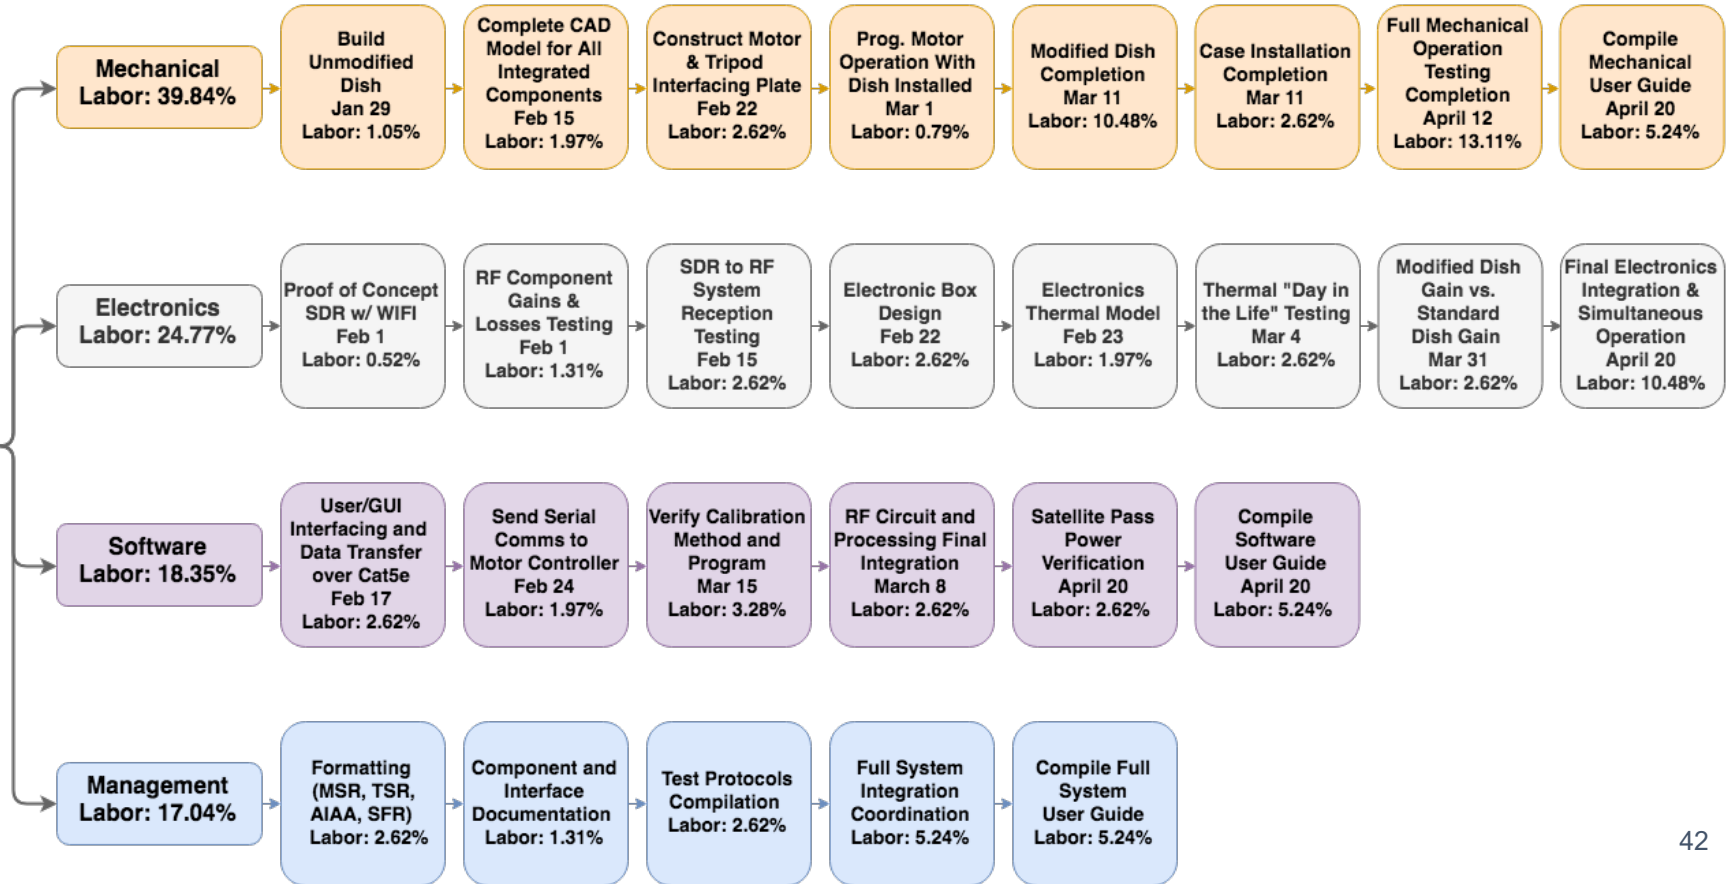 Mechanical
Labor: 39.84%
Build
Unmodified
Dish
Jan 29
Labor: 1.05%
Complete CAD
Model for All
Integrated
Components
Feb 15
Labor: 1.97%
Construct Motor
& Tripod
Interfacing Plate
Feb 22
Labor: 2.62%
Prog. Motor
Operation With
Dish Installed
Mar 1
Labor: 0.79%
Modified Dish
Completion
Mar 11
Labor: 10.48%
Case Installation
Completion
Mar 11
Labor: 2.62%
Full Mechanical
Operation
Testing
Completion
April 12
Labor: 13.11%
Compile
Mechanical
User Guide
April 20
Labor: 5.24%
Electronics
Labor: 24.77%
Proof of Concept
SDR w/ WIFI
Feb 1
Labor: 0.52%
RF Component
Gains &
Losses Testing
Feb 1
Labor: 1.31%
SDR to RF
System
Reception
Testing
Feb 15
Labor: 2.62%
Electronic Box
Design
Feb 22
Labor: 2.62%
Electronics
Thermal Model
Feb 23
Labor: 1.97%
Thermal "Day in
the Life" Testing
Mar 4
Labor: 2.62%
Modified Dish
Gain vs.
Standard
Dish Gain
Mar 31
Labor: 2.62%
Final Electronics
Integration &
Simultaneous
Operation
April 20
Labor: 10.48%
Software
Labor: 18.35%
User/GUI
Interfacing and
Data Transfer
over Cat5e
Feb 17
Labor: 2.62%
Send Serial
Comms to
Motor Controller
Feb 24
Labor: 1.97%
Verify Calibration
Method and
Program
Mar 15
Labor: 3.28%
RF Circuit and
Processing Final
Integration
March 8
Labor: 2.62%
Satellite Pass
Power
Verification
April 20
Labor: 2.62%
Compile
Software
User Guide
April 20
Labor: 5.24%
Management
Labor: 17.04%
Formatting
(MSR, TSR,
AIAA, SFR)
Labor: 2.62%
Component and
Interface
Documentation
Labor: 1.31%
Test Protocols
Compilation
Labor: 2.62%
Full System
Integration
Coordination
Labor: 5.24%
Compile Full
System
User Guide
Labor: 5.24%
42